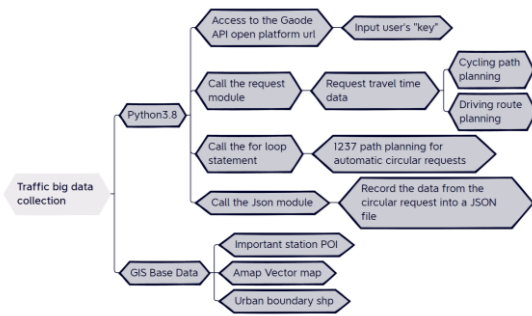 Access to the Gaode
API open platform url
Input user's "key"
Cycling path
planning
Call the request
module
Request travel time
data
Driving route
planning
Python3.8
Call the for loop
statement
1237 path planning for
automatic circular requests
Traffic big data
collection
Call the Json module
Record the data from the
circular request into a JSON
file
Important station POI
GIS Base Data
Amap Vector map
Urban boundary shp